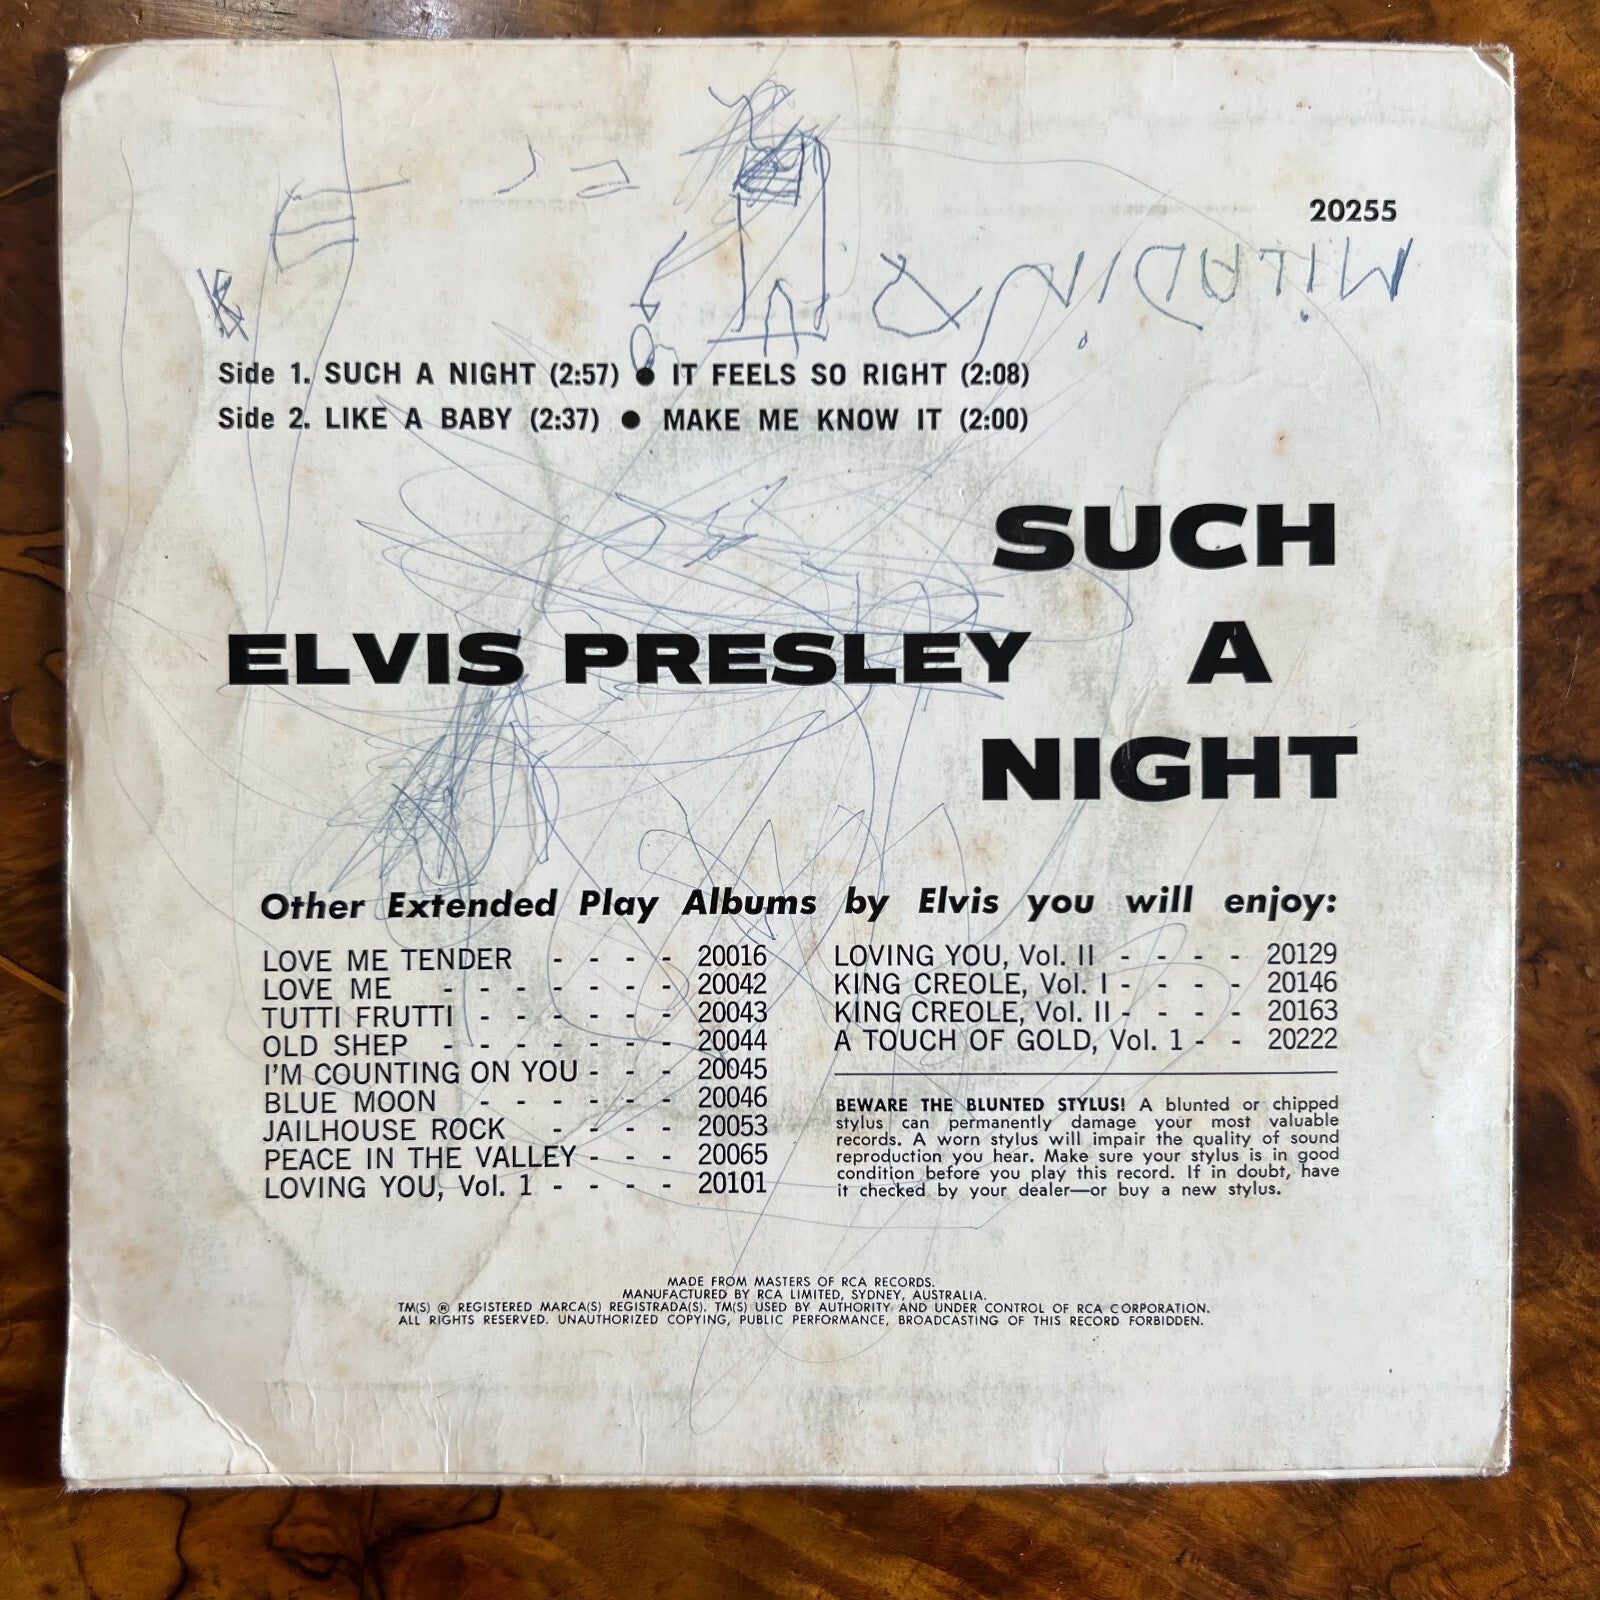 20255
MiLADiN
Side 1. SUCH A NIGHT (2:57) ● IT FEELS SO RIGHT (2:08)
Side 2. LIKE A BABY (2:37) ● MAKE ME KNOW IT (2:00)
SUCH
ELVIS PRESLEY A
NIGHT
Other Extended Play Albums by Elvis you will enjoy:
LOVE ME TENDER - - - - 20016
LOVE ME - - - - - - - 20042
TUTTI FRUTTI - - - - - - 20043
OLD SHEP - - - - - - - 20044
I'M COUNTING ON YOU - - - 20045
BLUE MOON - - - - - - 20046
JAILHOUSE ROCK - - - - 20053
PEACE IN THE VALLEY - - - 20065
LOVING YOU, Vol. 1 - - - - 20101
LOVING YOU, Vol. II - - - - 20129
KING CREOLE, Vol. I - - - - 20146
KING CREOLE, Vol. II - - - - 20163
A TOUCH OF GOLD, Vol. 1 - - 20222
BEWARE THE BLUNTED STYLUS! A blunted or chipped
stylus can permanently damage your most valuable
records. A worn stylus will impair the quality of sound
reproduction you hear. Make sure your stylus is in good
condition before you play this record. If in doubt, have
it checked by your dealer—or buy a new stylus.
MADE FROM MASTERS OF RCA RECORDS.
MANUFACTURED BY RCA LIMITED, SYDNEY, AUSTRALIA.
TM(S) ® REGISTERED MARCA(S) REGISTRADA(S). TM(S) USED BY AUTHORITY AND UNDER CONTROL OF RCA CORPORATION.
ALL RIGHTS RESERVED. UNAUTHORIZED COPYING, PUBLIC PERFORMANCE, BROADCASTING OF THIS RECORD FORBIDDEN.